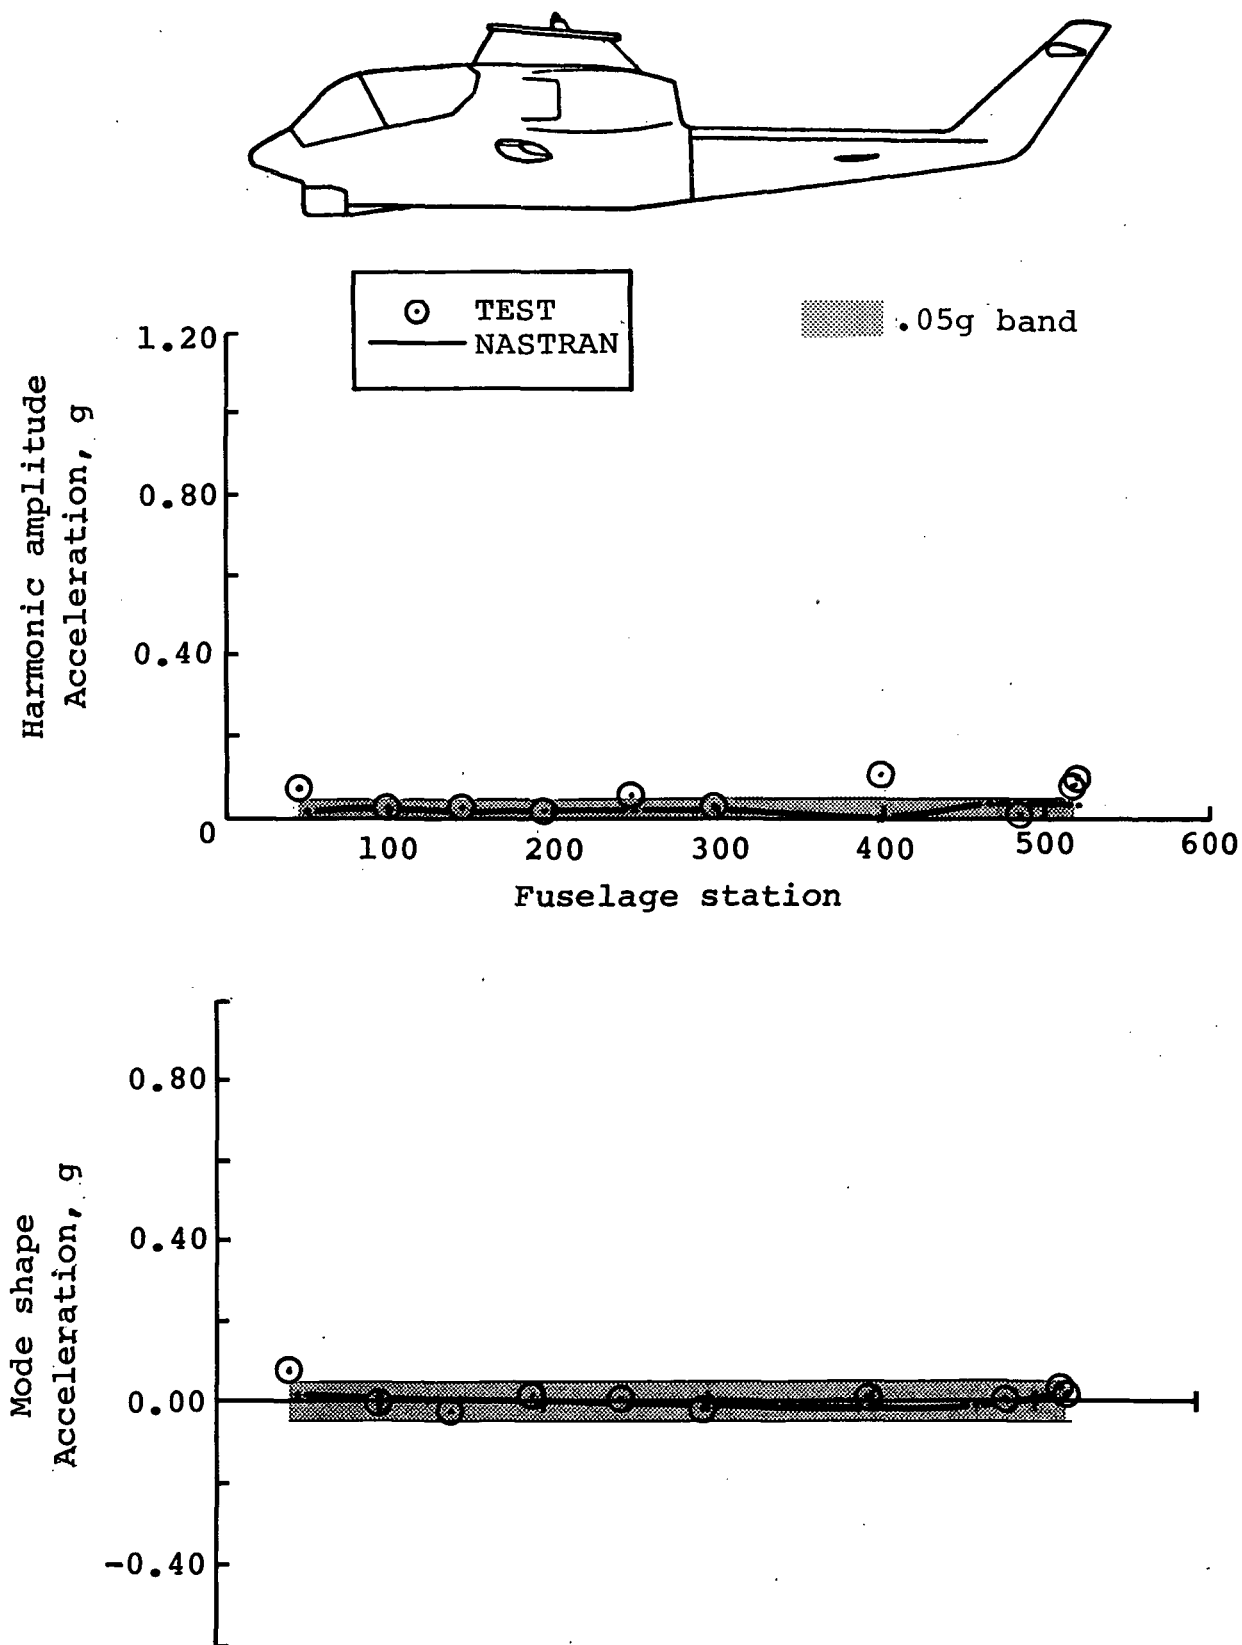 TEST
NASTRAN
.05g band
Harmonic amplitude
Acceleration, g
1.20
0.80
0.40
0
100 200 300 400 500 600
Fuselage station
Mode shape
Acceleration, g
0.80
0.40
0.00
-0.40